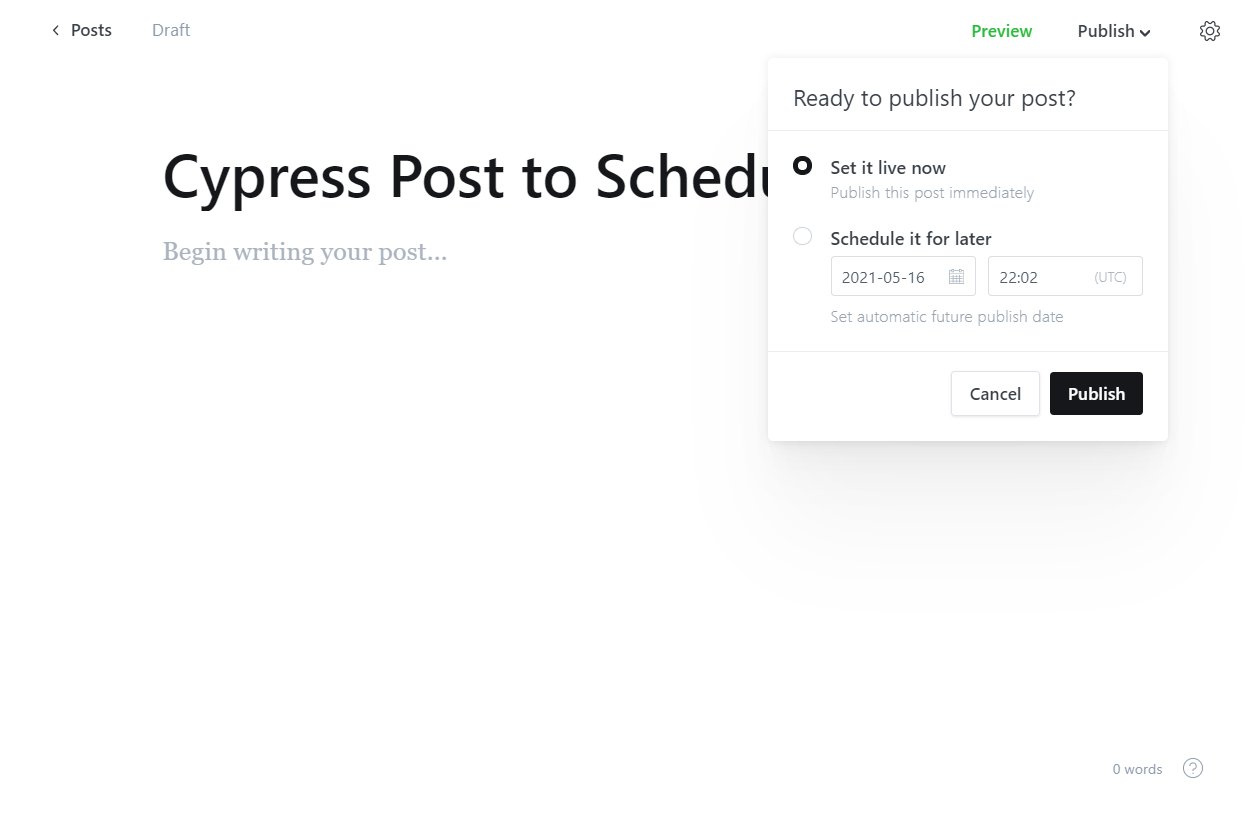 Posts
Draft
Preview
Publish
Ready to publish your post?
Cypress Post to Schedu
Set it live now
Publish this post immediately
Begin writing your post...
Schedule it for later
2021-05-16
22:02
(UTC)
Set automatic future publish date
Cancel
Publish
0 words
?